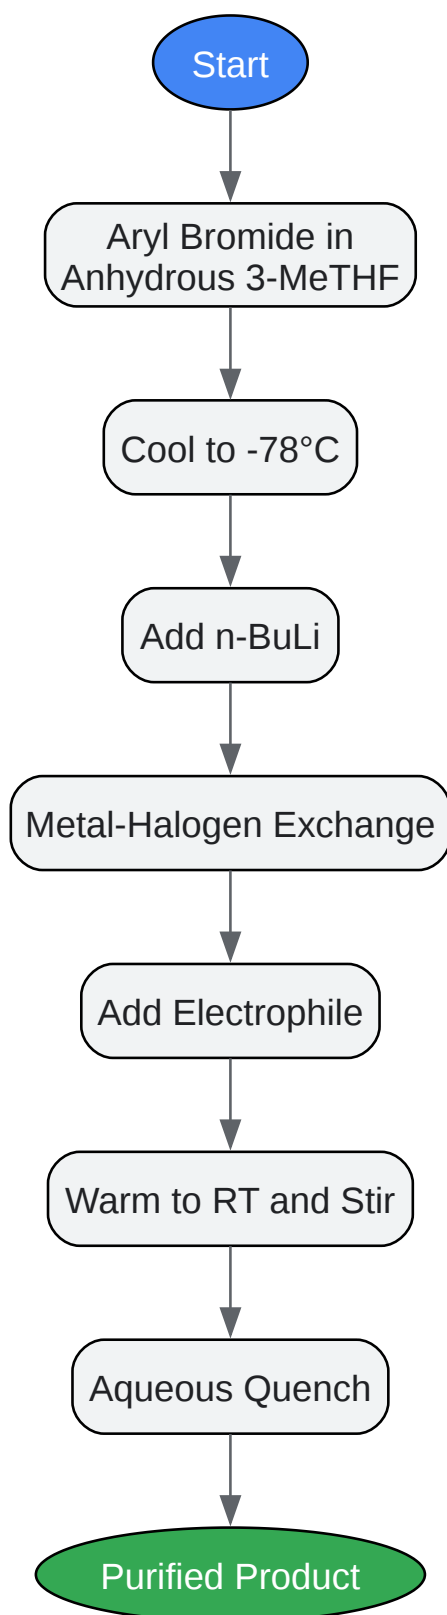 Start
Aryl Bromide in
Anhydrous 3-MeTHF
Cool to -78°C
Add n-BuLi
Metal-Halogen Exchange
Add Electrophile
Warm to RT and Stir
Aqueous Quench
Purified Product